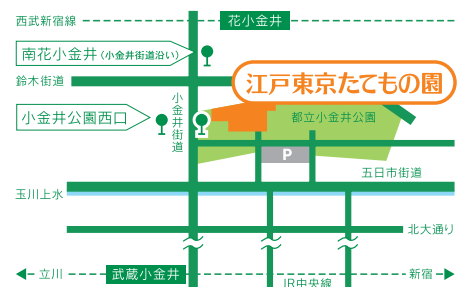 西武新宿線
花小金井
南花小金井(小金井街道沿い)
鈴木街道
江戸東京たてもの園
小金井公園西口
小金井街道
都立小金井公園
P
五日市街道
玉川上水
北大通り
立川
武蔵小金井
新宿
JR中央線